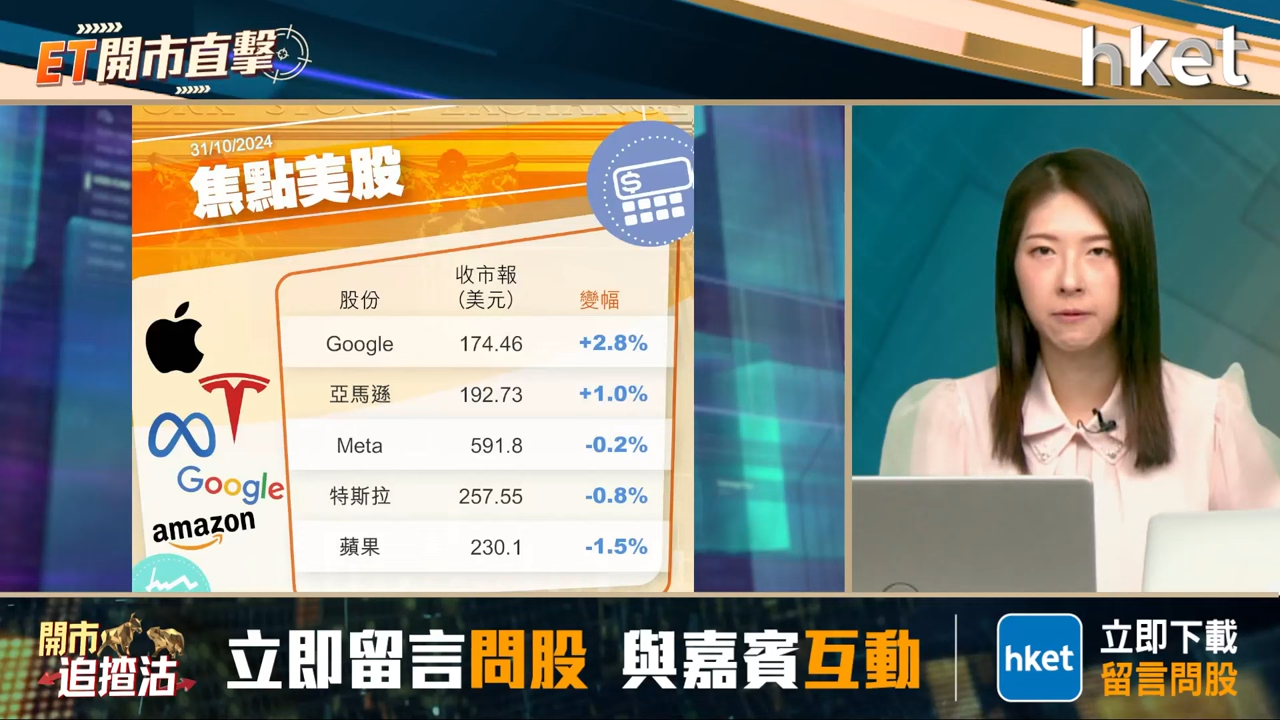 ET開市直擊
hket
31/10/2024
焦點美股
$
股份 收市報(美元) 變幅
Google 174.46 +2.8%
亞馬遜 192.73 +1.0%
Meta 591.8 -0.2%
特斯拉 257.55 -0.8%
蘋果 230.1 -1.5%
Google
amazon
開市追揸沽
立即留言問股 與嘉賓互動
hket
立即下載
留言問股